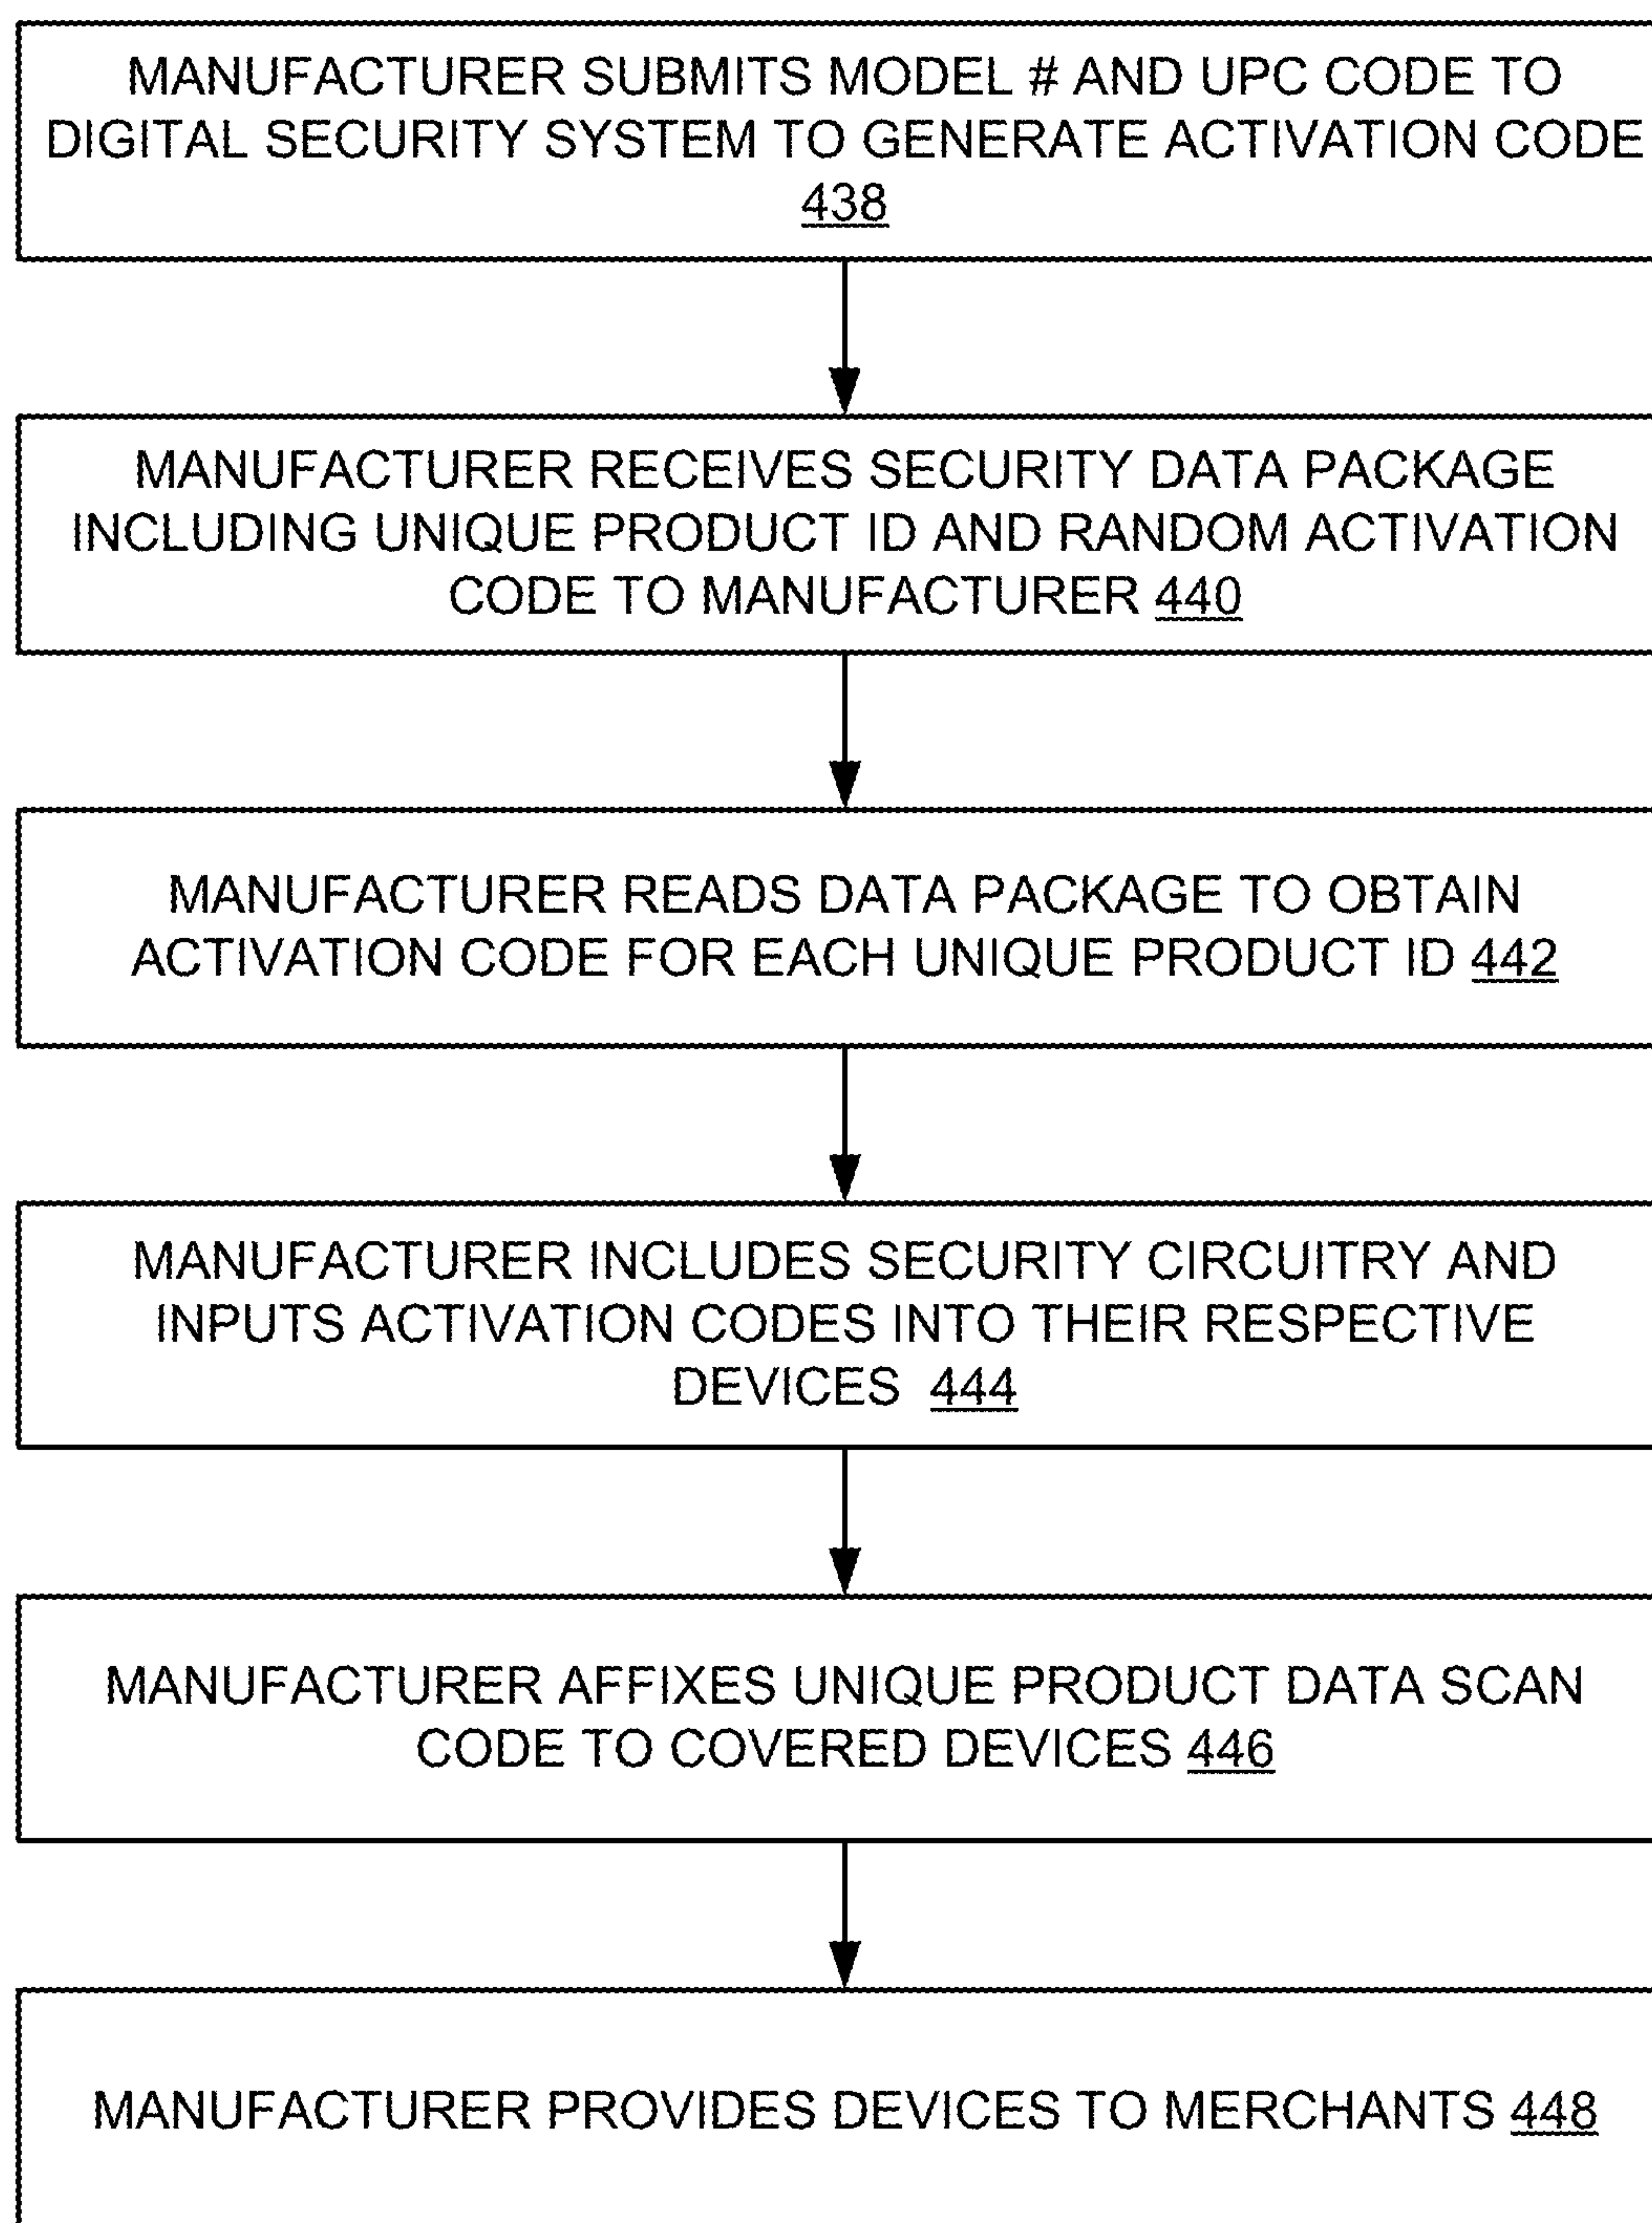 MANUFACTURER SUBMITS MODEL # AND UPC CODE TO
DIGITAL SECURITY SYSTEM TO GENERATE ACTIVATION CODE
438
MANUFACTURER RECEIVES SECURITY DATA PACKAGE
INCLUDING UNIQUE PRODUCT ID AND RANDOM ACTIVATION
CODE TO MANUFACTURER 440
MANUFACTURER READS DATA PACKAGE TO OBTAIN
ACTIVATION CODE FOR EACH UNIQUE PRODUCT ID 442
MANUFACTURER INCLUDES SECURITY CIRCUITRY AND
INPUTS ACTIVATION CODES INTO THEIR RESPECTIVE
DEVICES 444
MANUFACTURER AFFIXES UNIQUE PRODUCT DATA SCAN
CODE TO COVERED DEVICES 446
MANUFACTURER PROVIDES DEVICES TO MERCHANTS 448